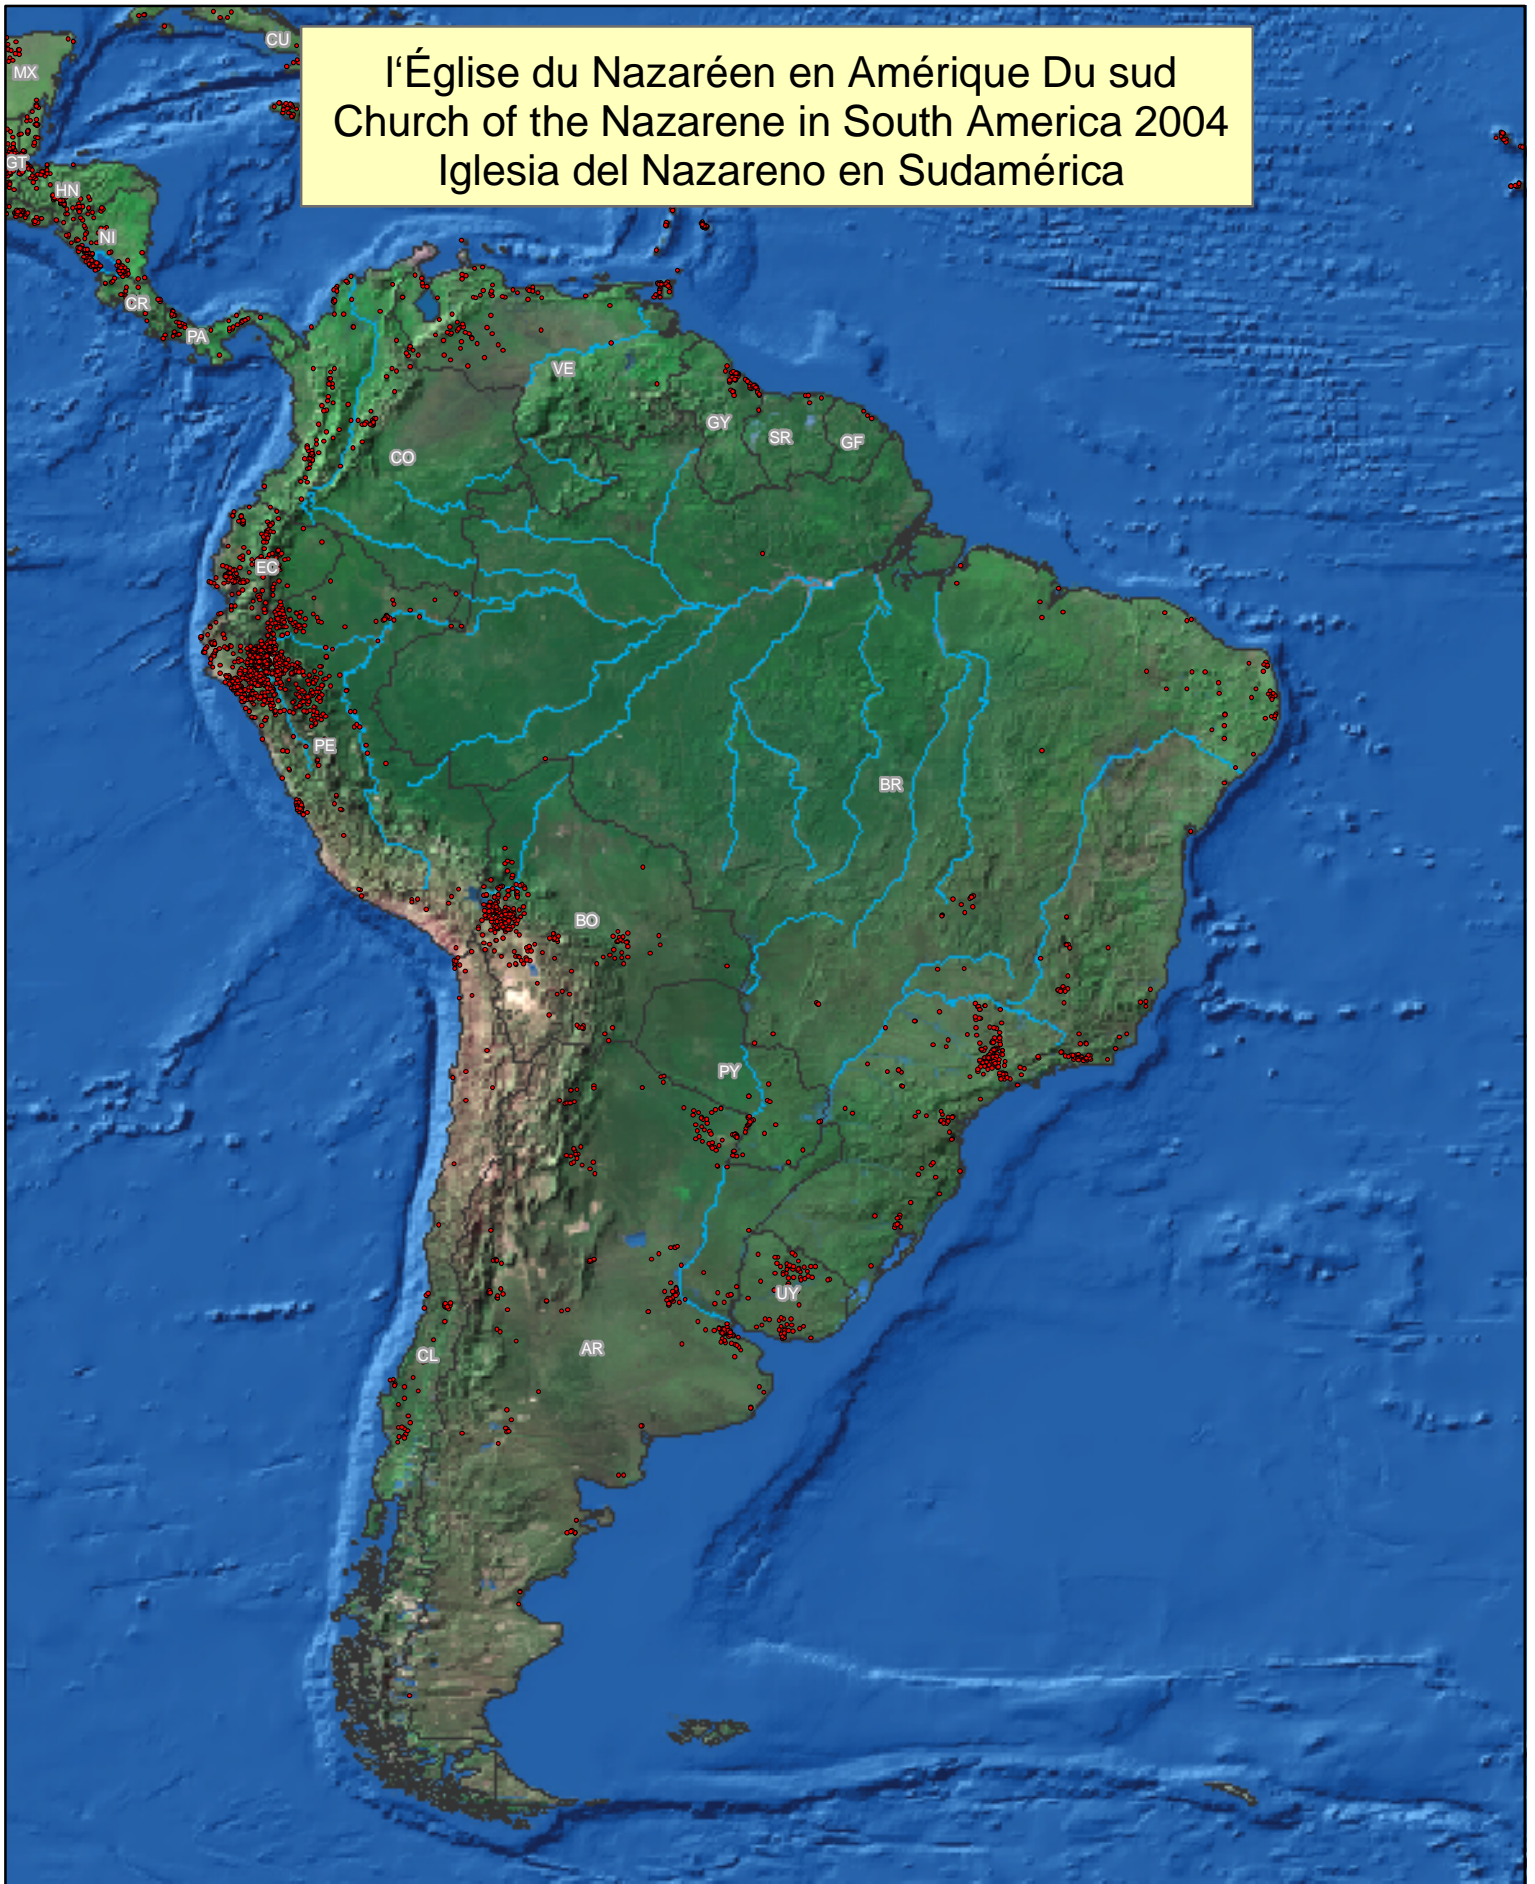 l‘Église du Nazaréen en Amérique Du sud
Church of the Nazarene in South America 2004
Iglesia del Nazareno en Sudamérica
CU
MX
GT
HN
NI
CR
PA
VE
GY
SR
GF
CO
EC
PE
BR
BO
PY
UY
AR
CL